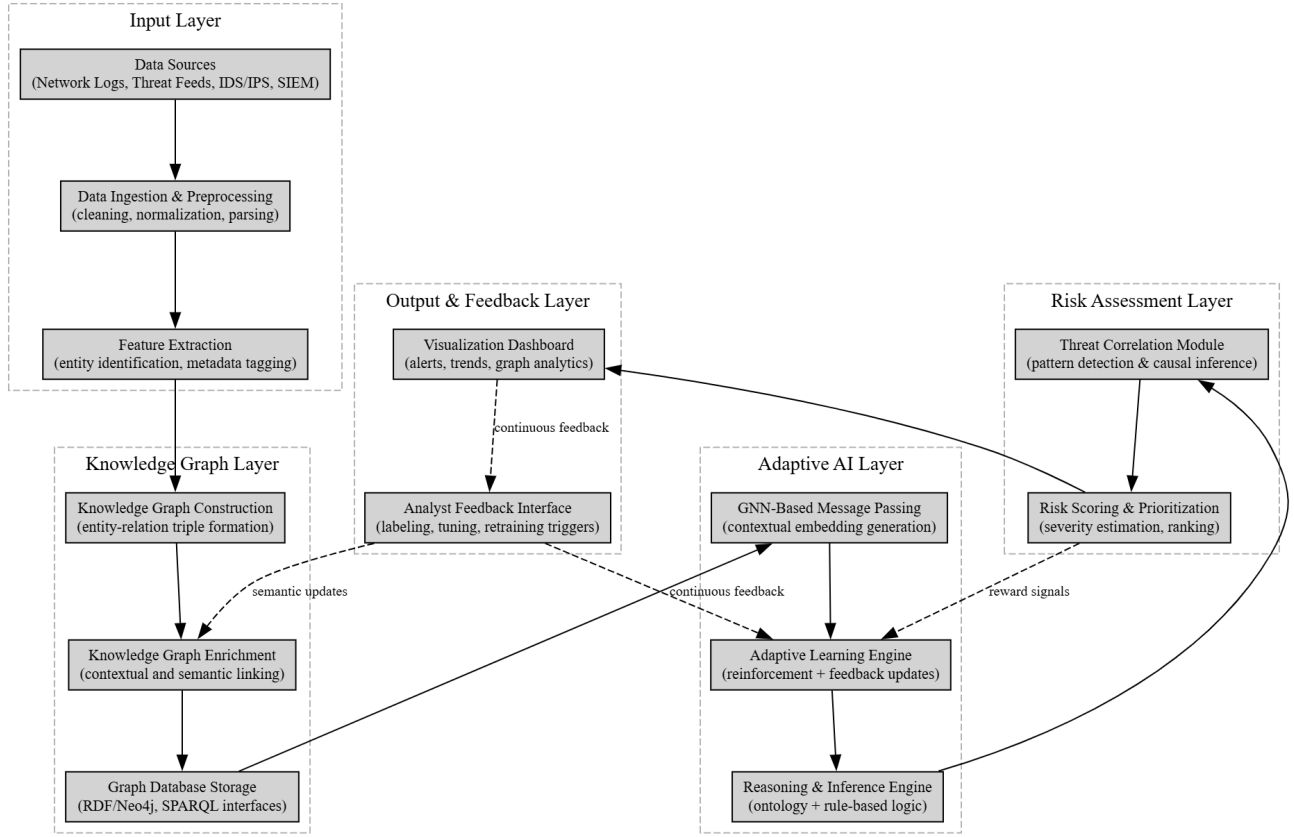 Input Layer
Data Sources
(Network Logs, Threat Feeds, IDS/IPS, SIEM)
Data Ingestion & Preprocessing
(cleaning, normalization, parsing)
Feature Extraction
(entity identification, metadata tagging)
Knowledge Graph Layer
Knowledge Graph Construction
(entity-relation triple formation)
Knowledge Graph Enrichment
(contextual and semantic linking)
Graph Database Storage
(RDF/Neo4j, SPARQL interfaces)
Output & Feedback Layer
Visualization Dashboard
(alerts, trends, graph analytics)
continuous feedback
Analyst Feedback Interface
(labeling, tuning, retraining triggers)
semantic updates
continuous feedback
Adaptive AI Layer
GNN-Based Message Passing
(contextual embedding generation)
Adaptive Learning Engine
(reinforcement + feedback updates)
Reasoning & Inference Engine
(ontology + rule-based logic)
Risk Assessment Layer
Threat Correlation Module
(pattern detection & causal inference)
Risk Scoring & Prioritization
(severity estimation, ranking)
reward signals